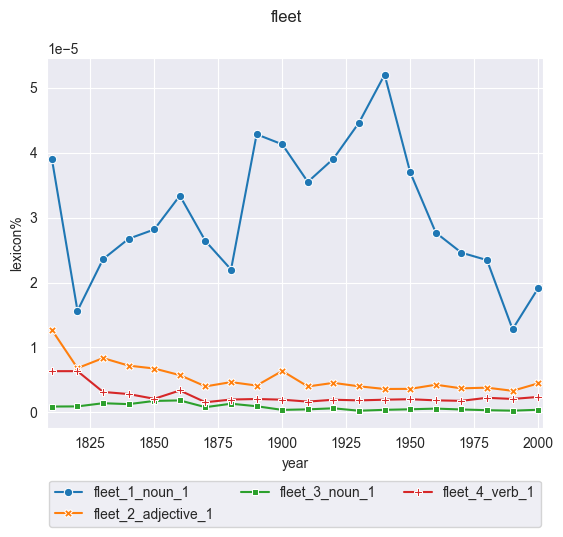 fleet
1e−5
5
4
3
2
1
0
lexicon%
1825 1850 1875 1900 1925 1950 1975 2000
year
fleet_1_noun_1 fleet_3_noun_1 fleet_4_verb_1
fleet_2_adjective_1